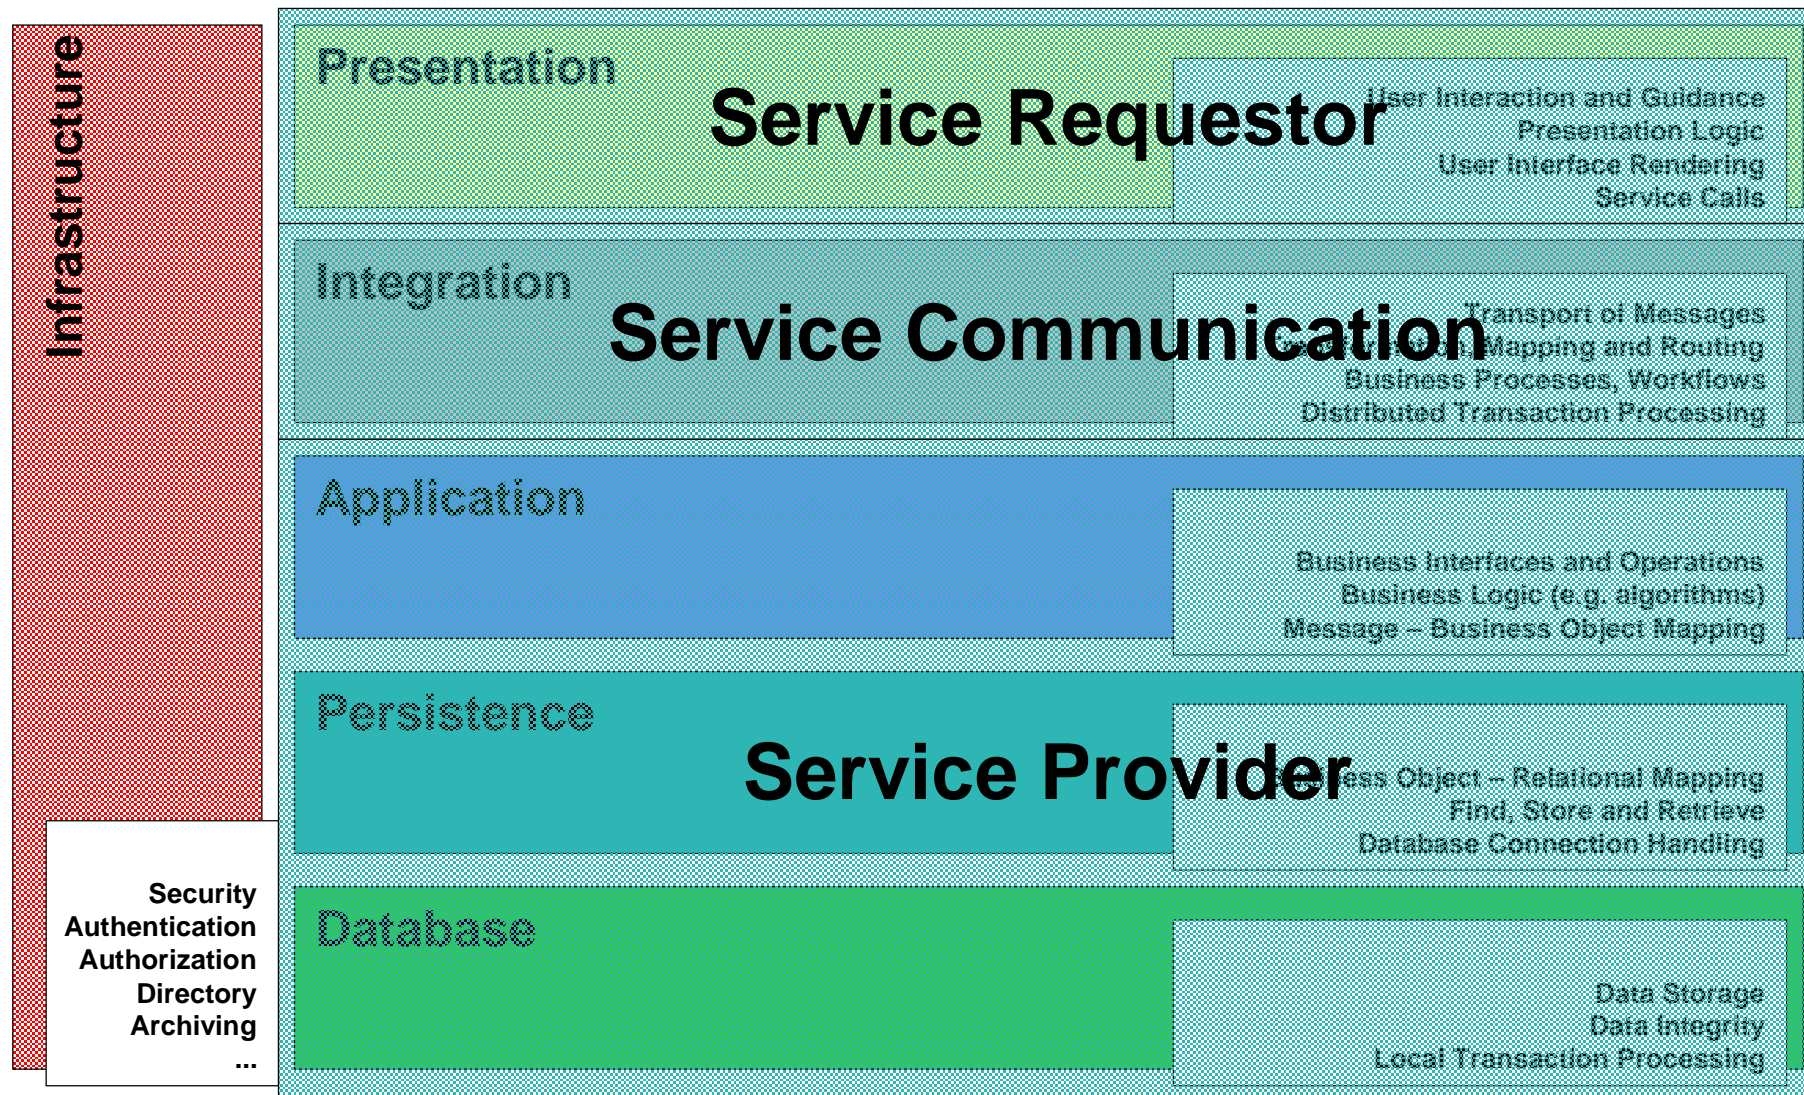 Infrastructure
Security
Authentication
Authorization
Directory
Archiving
...
Presentation
Service Requestor
User Interaction and Guidance
Presentation Logic
User Interface Rendering
Service Calls
Integration
Service Communication
Transport of Messages
Mapping and Routing
Business Processes, Workflows
Distributed Transaction Processing
Application
Business Interfaces and Operations
Business Logic (e.g. algorithms)
Message – Business Object Mapping
Persistence
Service Provider
Business Object – Relational Mapping
Find, Store and Retrieve
Database Connection Handling
Database
Data Storage
Data Integrity
Local Transaction Processing